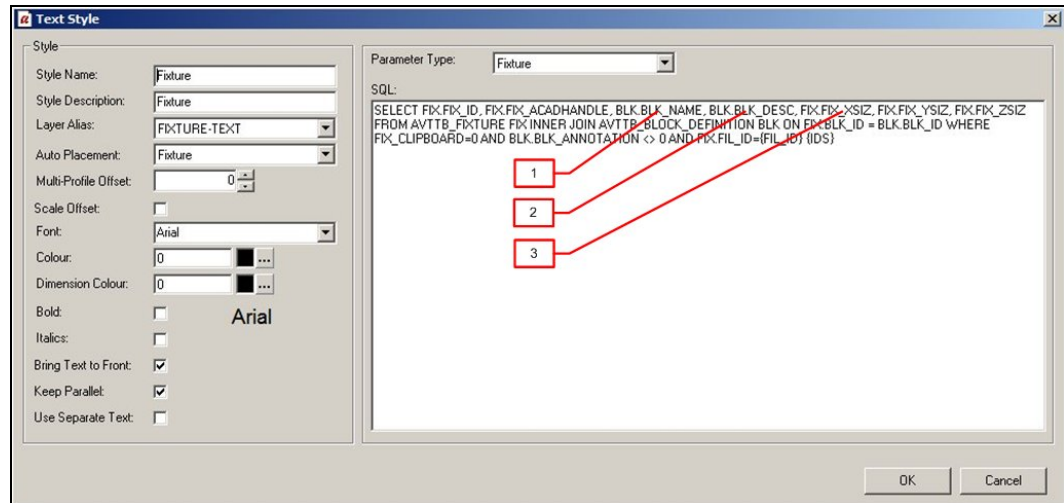 Text Style
Style
Style Name: Fixture
Style Description: Fixture
Layer Alias: FIXTURE-TEXT
Auto Placement: Fixture
Multi-Profile Offset: 0
Scale Offset:
Font: Arial
Colour: 0 ...
Dimension Colour: 0 ...
Bold:
Arial
Italics:
Bring Text to Front:
Keep Parallel:
Use Separate Text:
Parameter Type: Fixture
SQL:
SELECT FIX.FIX_ID, FIX.FIX_ACADHANDLE, BLK.BLK_NAME, BLK.BLK_DESC, FIX.FIX_XSIZ, FIX.FIX_YSIZ, FIX.FIX_ZSIZ
FROM AVTTB_FIXTURE FIX INNER JOIN AVTTB_BLOCK_DEFINITION BLK ON FIX.BLK_ID = BLK.BLK_ID WHERE
FIX_CLIPBOARD=0 AND BLK.BLK_ANNOTATION <> 0 AND FIX.FIL_ID={FIL_ID} {IDS}
1
2
3
OK Cancel